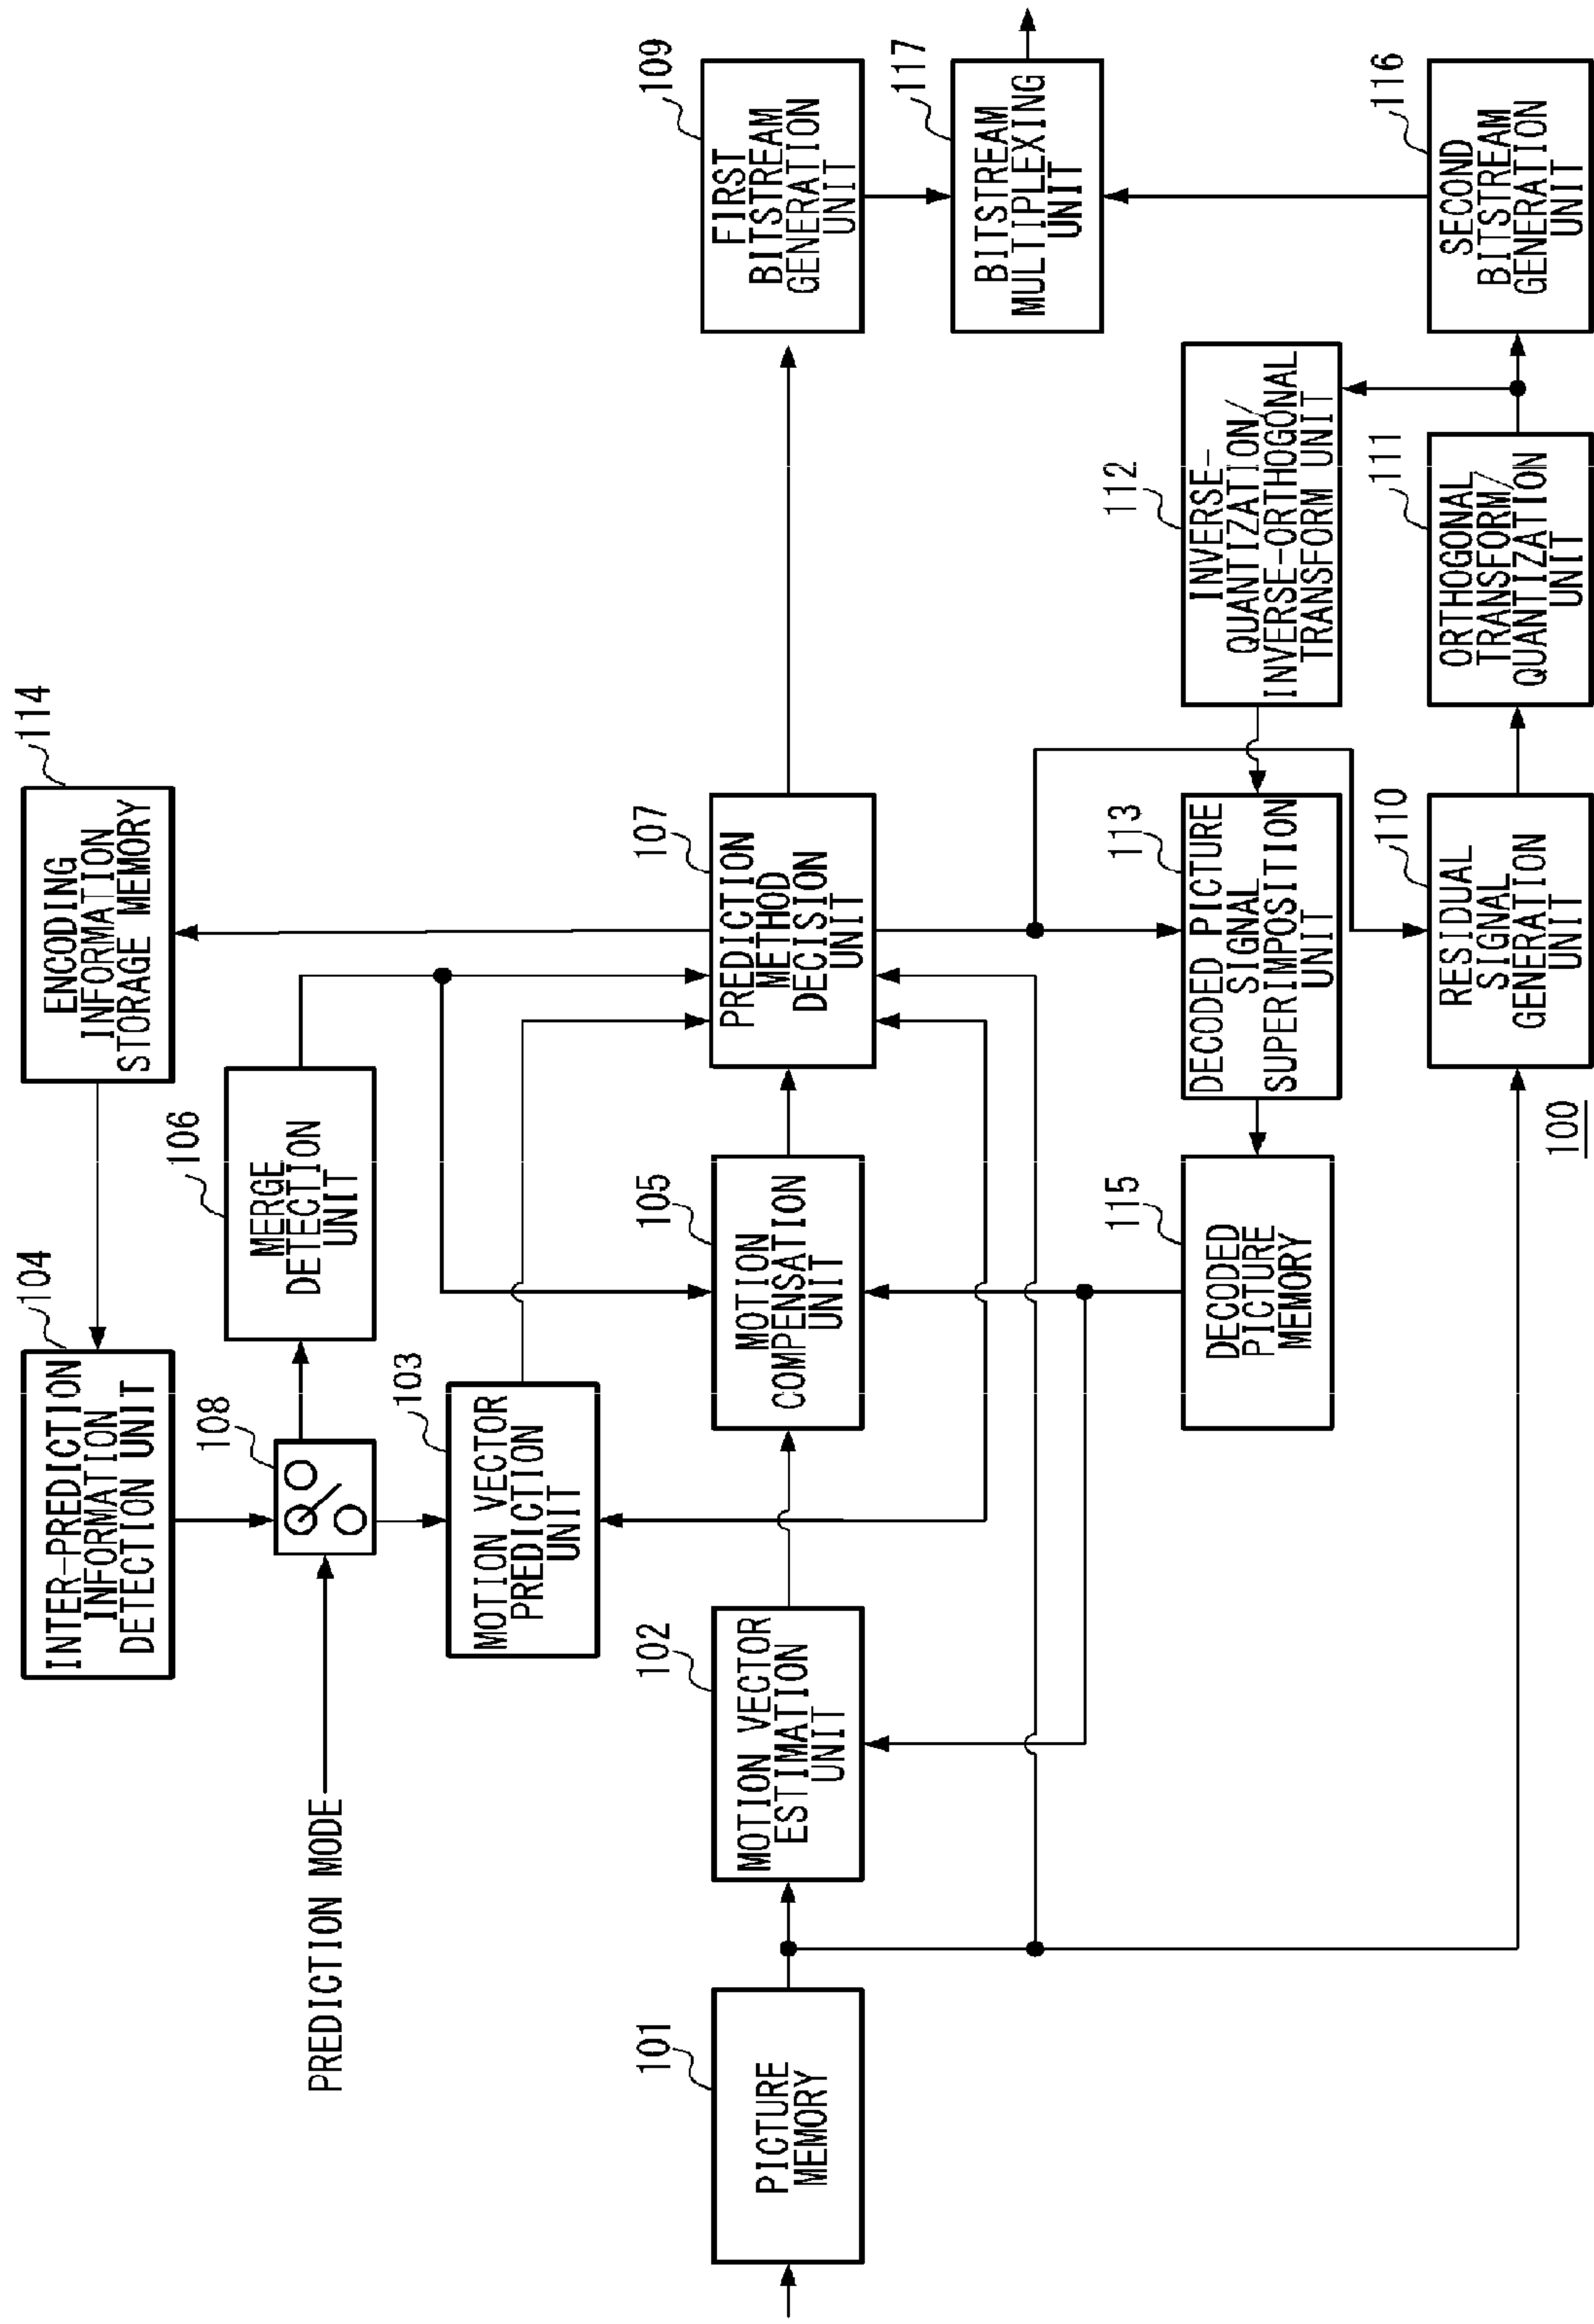 114
ENCODING
INFORMATION
STORAGE MEMORY
104
INTER-PREDICTION
INFORMATION
DETECTION UNIT
106
MERGE
DETECTION
UNIT
108
PREDICTION MODE
103
MOTION VECTOR
PREDICTION
UNIT
101
PICTURE
MEMORY
102
MOTION VECTOR
ESTIMATION
UNIT
105
MOTION
COMPENSATION
UNIT
107
PREDICTION
METHOD
DECISION
UNIT
109
FIRST
BITSTREAM
GENERATION
UNIT
117
BITSTREAM
MULTIPLEXING
UNIT
115
DECODED
PICTURE
MEMORY
113
DECODED PICTURE
SIGNAL
SUPERIMPOSITION
UNIT
112
INVERSE-
QUANTIZATION/
INVERSE-ORTHOGONAL
TRANSFORM UNIT
110
RESIDUAL
SIGNAL
GENERATION
UNIT
111
ORTHOGONAL
TRANSFORM/
QUANTIZATION
UNIT
116
SECOND
BITSTREAM
GENERATION
UNIT
100